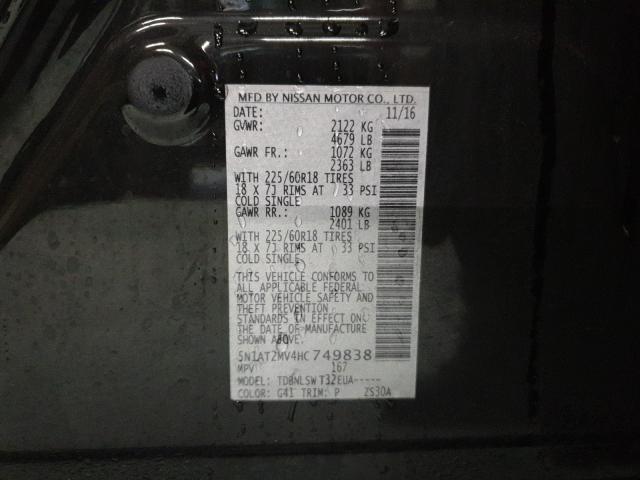 MFD BY NISSAN MOTOR CO., LTD.
DATE: 11/16
GVWR: 2122 KG
4679 LB
GAWR FR.: 1072 KG
2363 LB
WITH 225/60R18 TIRES
18 X 7J RIMS AT 33 PSI
COLD SINGLE
GAWR RR.: 1089 KG
2401 LB
WITH 225/60R18 TIRES
18 X 7J RIMS AT 33 PSI
COLD SINGLE
THIS VEHICLE CONFORMS TO
ALL APPLICABLE FEDERAL
MOTOR VEHICLE SAFETY AND
THEFT PREVENTION
STANDARDS IN EFFECT ON
THE DATE OF MANUFACTURE
SHOWN ABOVE.
5N1AT2MV4HC749838
MPV 167
MODEL: TDBNLSW T32EUA-----
COLOR: G41 TRIM: P ZS30A